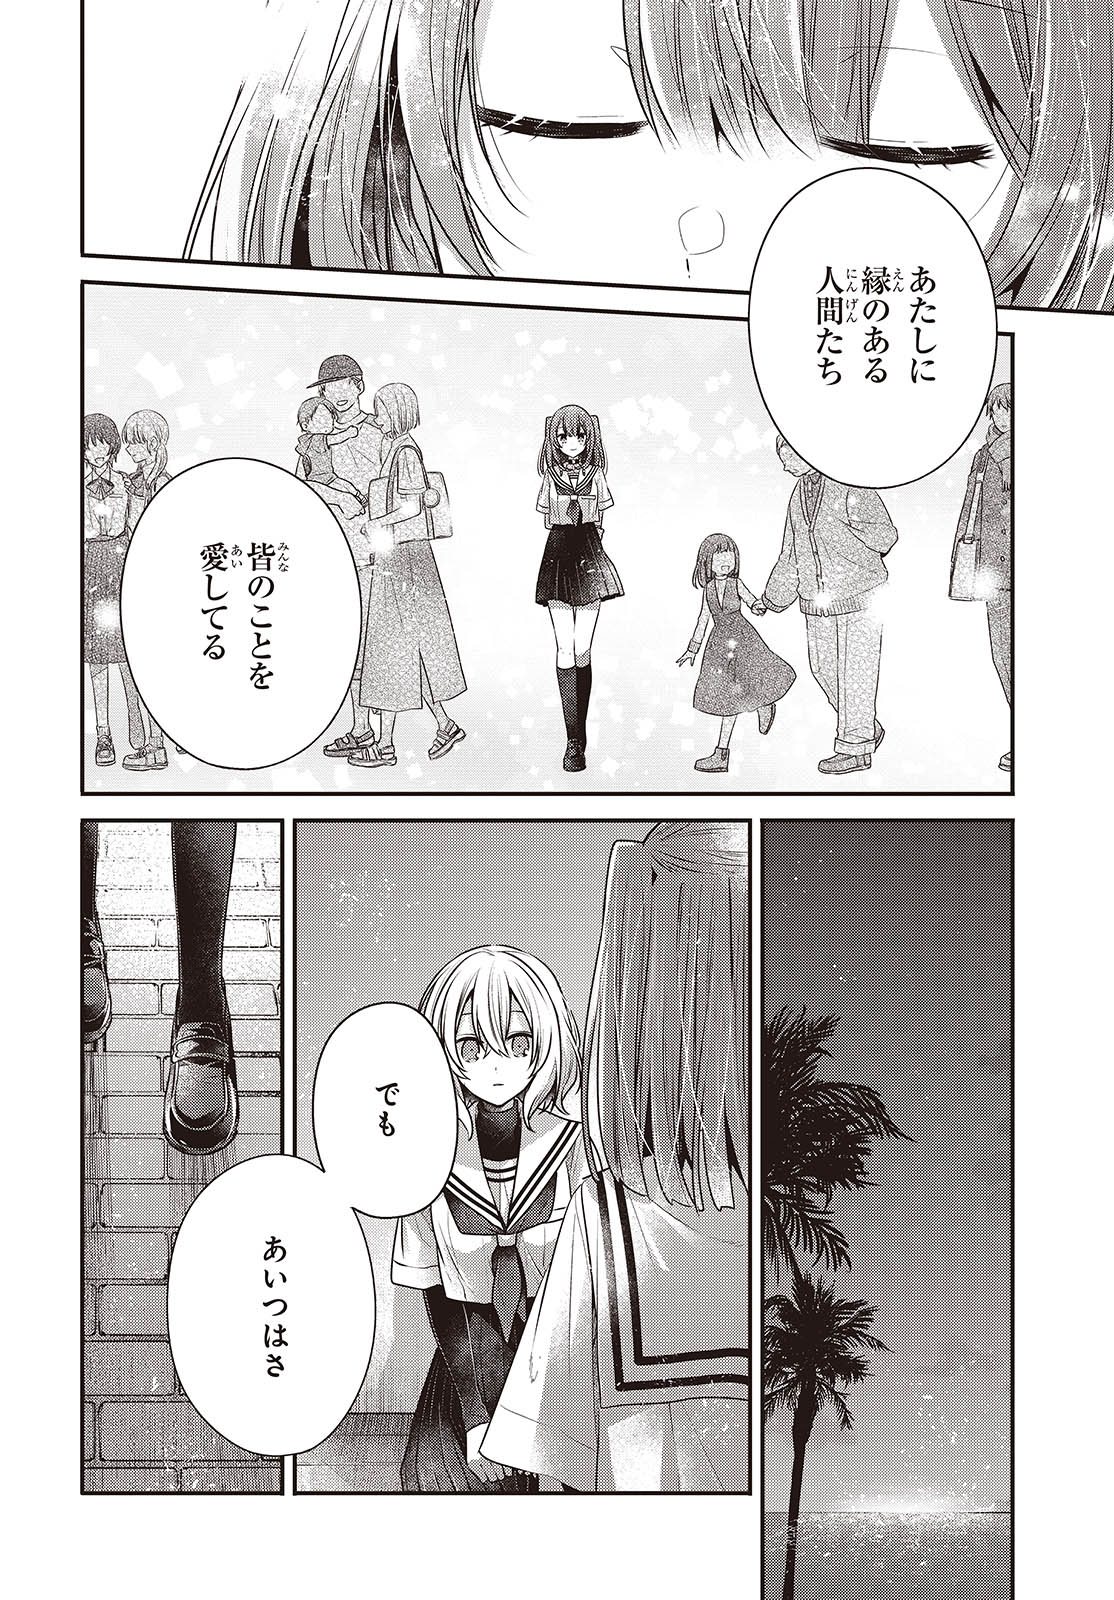 あたしに
縁のある
人間たち
皆のことを
愛してる
でも
あいつはさ